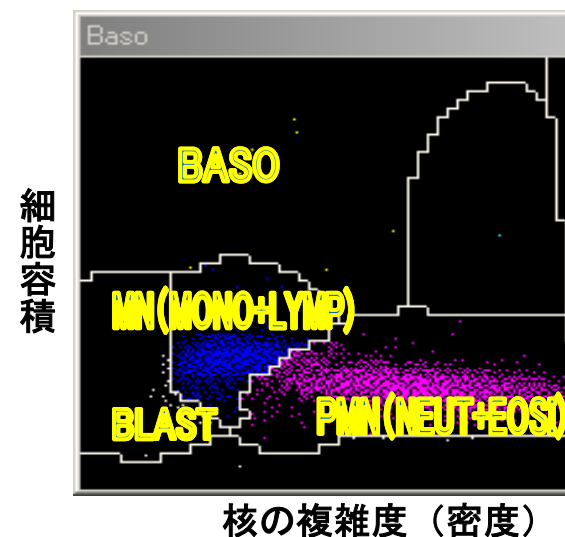 Baso
BASO
細胞容積
MN(MONO+LYMP)
BLAST
PMN(NEUT+EOSI)
核の複雑度（密度）